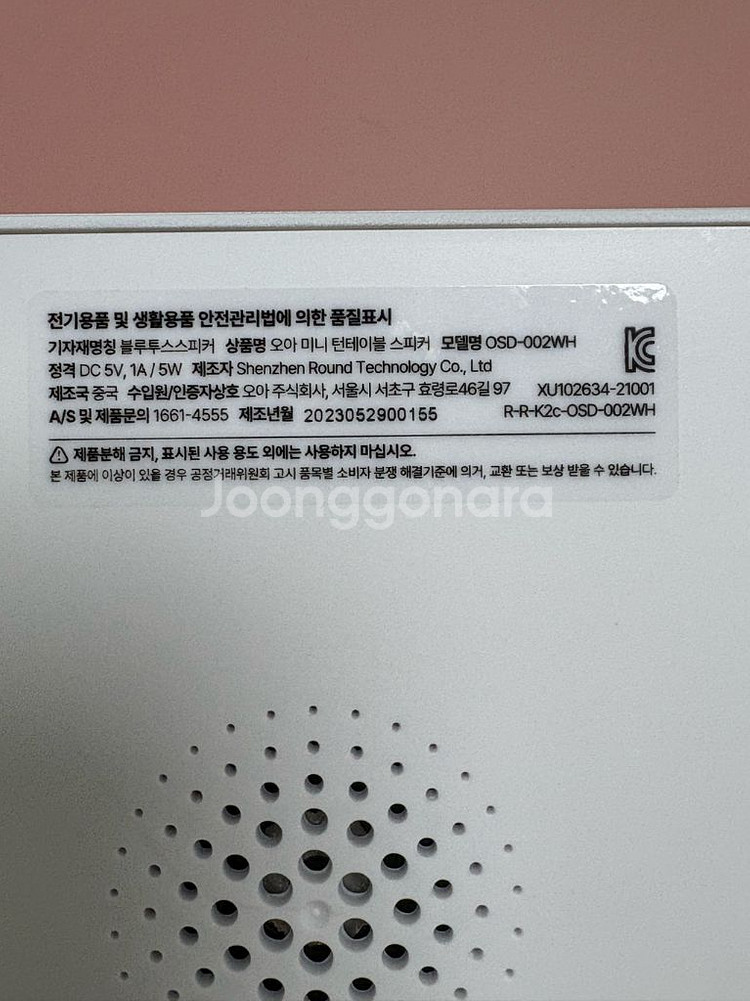 전기용품 및 생활용품 안전관리법에 의한 품질표시
기자재명칭 블루투스스피커 상품명 오아 미니 턴테이블 스피커 모델명 OSD-002WH
정격 DC 5V, 1A / 5W 제조자 Shenzhen Round Technology Co., Ltd
제조국 중국 수입원/인증자상호 오아 주식회사, 서울시 서초구 효령로46길 97 XU102634-21001
A/S 및 제품문의 1661-4555 제조년월 2023052900155 R-R-K2c-OSD-002WH
제품분해 금지, 표시된 사용 용도 외에는 사용하지 마십시오.
본 제품에 이상이 있을 경우 공정거래위원회 고시 품목별 소비자 분쟁 해결기준에 의거, 교환 또는 보상 받을 수 있습니다.
Joonggonara